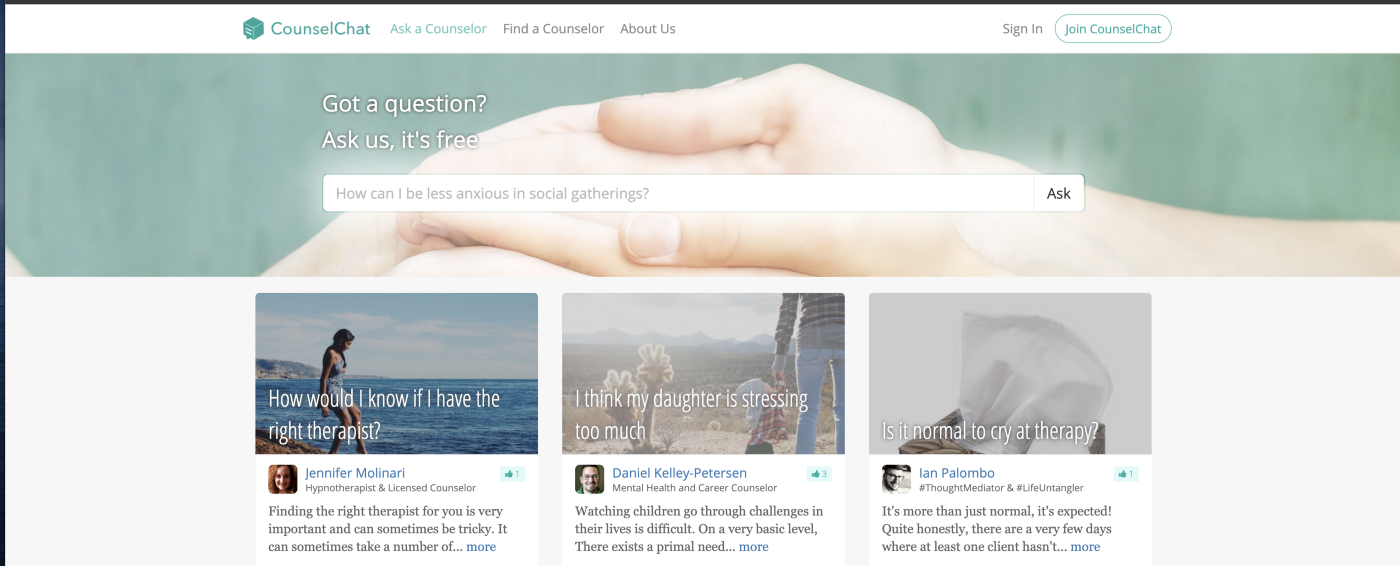 CounselChat Ask a Counselor Find a Counselor About Us Sign In Join CounselChat
Got a question?
Ask us, it's free
How can I be less anxious in social gatherings? Ask
How would I know if I have the
right therapist?
Jennifer Molinari 1
Hypnotherapist & Licensed Counselor
Finding the right therapist for you is very
important and can sometimes be tricky. It
can sometimes take a number of... more
I think my daughter is stressing
too much
Daniel Kelley-Petersen 3
Mental Health and Career Counselor
Watching children go through challenges in
their lives is difficult. On a very basic level,
There exists a primal need... more
Is it normal to cry at therapy?
Ian Palombo 1
#ThoughtMediator & #LifeUntangler
It's more than just normal, it's expected!
Quite honestly, there are a very few days
where at least one client hasn't... more